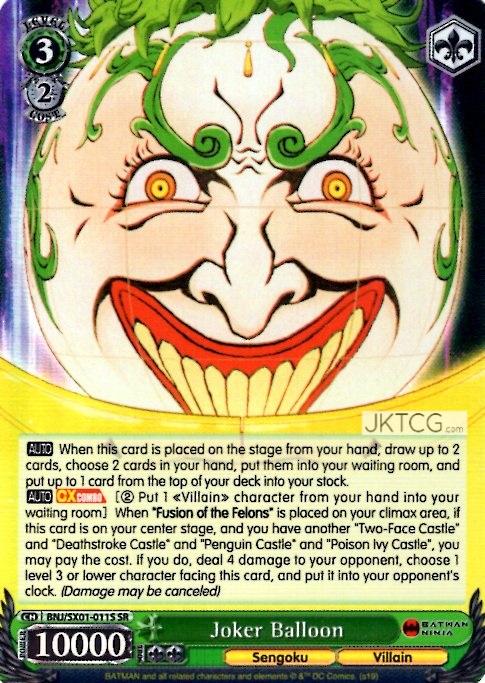 LEVEL
3
2
COST
JKTCG.com
AUTO When this card is placed on the stage from your hand, draw up to 2
cards, choose 2 cards in your hand, put them into your waiting room, and
put up to 1 card from the top of your deck into your stock.
AUTO CXCOMBO [② Put 1 «Villain» character from your hand into your
waiting room] When "Fusion of the Felons" is placed on your climax area, if
this card is on your center stage, and you have another "Two-Face Castle"
and "Deathstroke Castle" and "Penguin Castle" and "Poison Ivy Castle", you
may pay the cost. If you do, deal 4 damage to your opponent, choose 1
level 3 or lower character facing this card, and put it into your opponent's
clock. (Damage may be canceled)
CH BNJ/SX01-011S SR
POWER 10000 SOUL Joker Balloon BATMAN NINJA
Sengoku Villain
BATMAN and all related characters and elements © & ™ DC Comics. (s19)